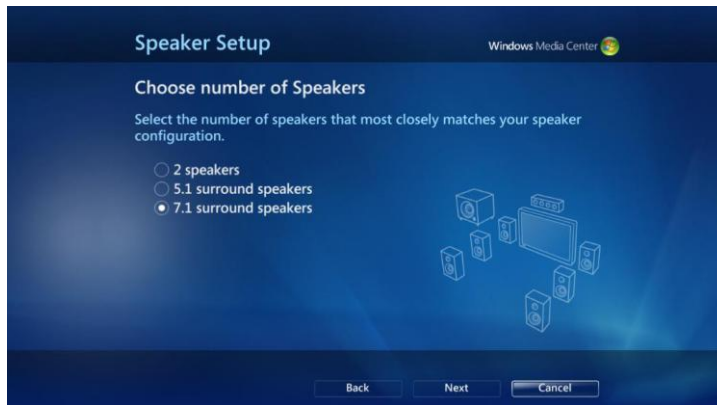 Speaker Setup
Windows Media Center
Choose number of Speakers
Select the number of speakers that most closely matches your speaker
configuration.
2 speakers
5.1 surround speakers
7.1 surround speakers
Back
Next
Cancel